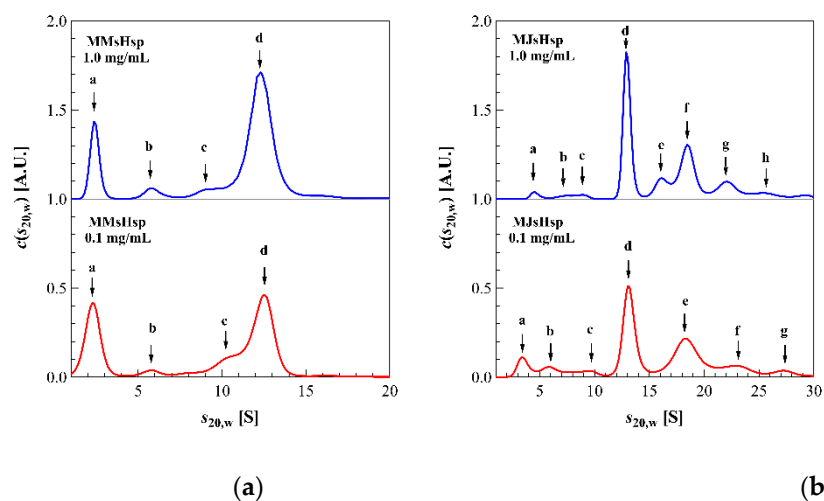 MMsHsp
1.0 mg/mL
a
b
c
d
MMsHsp
0.1 mg/mL
a
b
c
d
c(s20,w) [A.U.]
2.0
1.5
1.0
0.5
0.0
5
10
15
20
s20,w [S]
(a)
MJsHsp
1.0 mg/mL
a
b
c
d
e
f
g
h
MJsHsp
0.1 mg/mL
a
b
c
d
e
f
g
c(s20,w) [A.U.]
2.0
1.5
1.0
0.5
0.0
5
10
15
20
25
30
s20,w [S]
(b